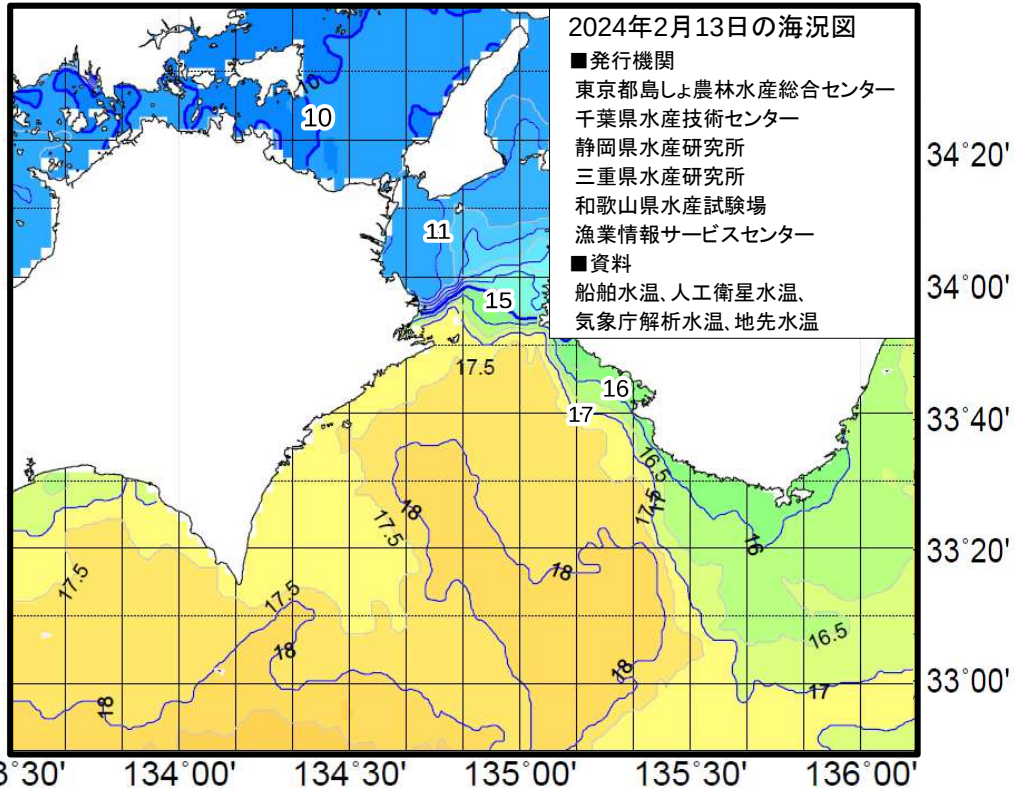 2024年2月13日の海況図
■発行機関
東京都島しょ農林水産総合センター
千葉県水産技術センター
静岡県水産研究所
三重県水産研究所
和歌山県水産試験場
漁業情報サービスセンター
■資料
船舶水温、人工衛星水温、
気象庁解析水温、地先水温
10
10
11
15
17.5
16
17
16.5
17.5
17
18
17.5
16
18
17.5
17.5
16.5
18
18
17
18
34°20'
34°00'
33°40'
33°20'
33°00'
3°30'
134°00'
134°30'
135°00'
135°30'
136°00'